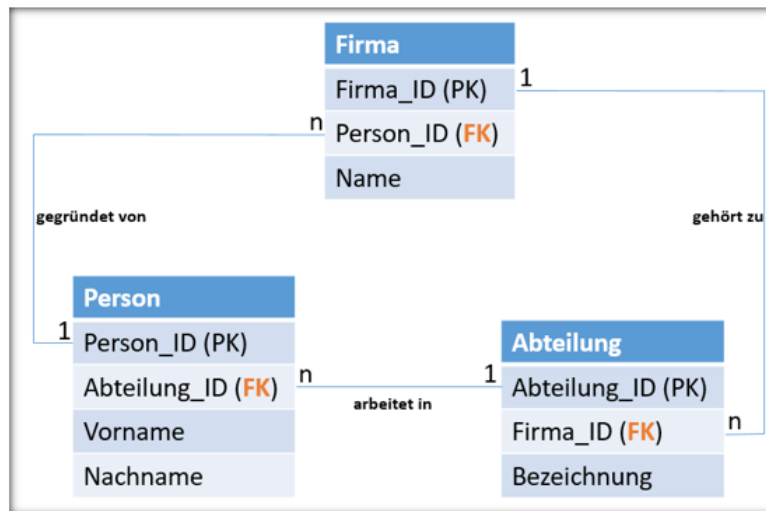 Firma
Firma_ID (PK)
1
n
Person_ID (FK)
Name
gegründet von
gehört zu
Person
1
Person_ID (PK)
Abteilung_ID (FK)
n
Vorname
Nachname
arbeitet in
Abteilung
1
Abteilung_ID (PK)
Firma_ID (FK)
n
Bezeichnung